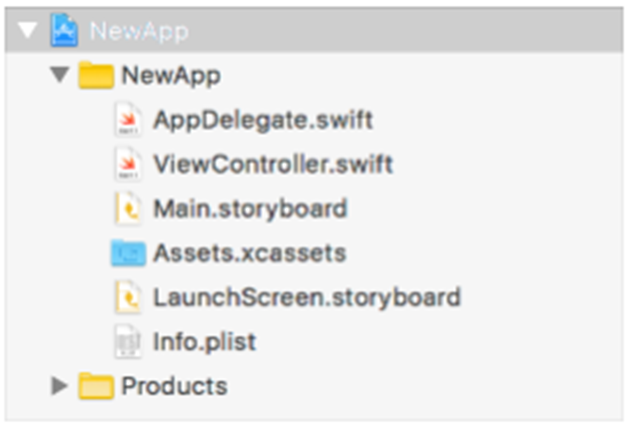 NewApp
NewApp
AppDelegate.swift
ViewController.swift
Main.storyboard
Assets.xcassets
LaunchScreen.storyboard
Info.plist
Products